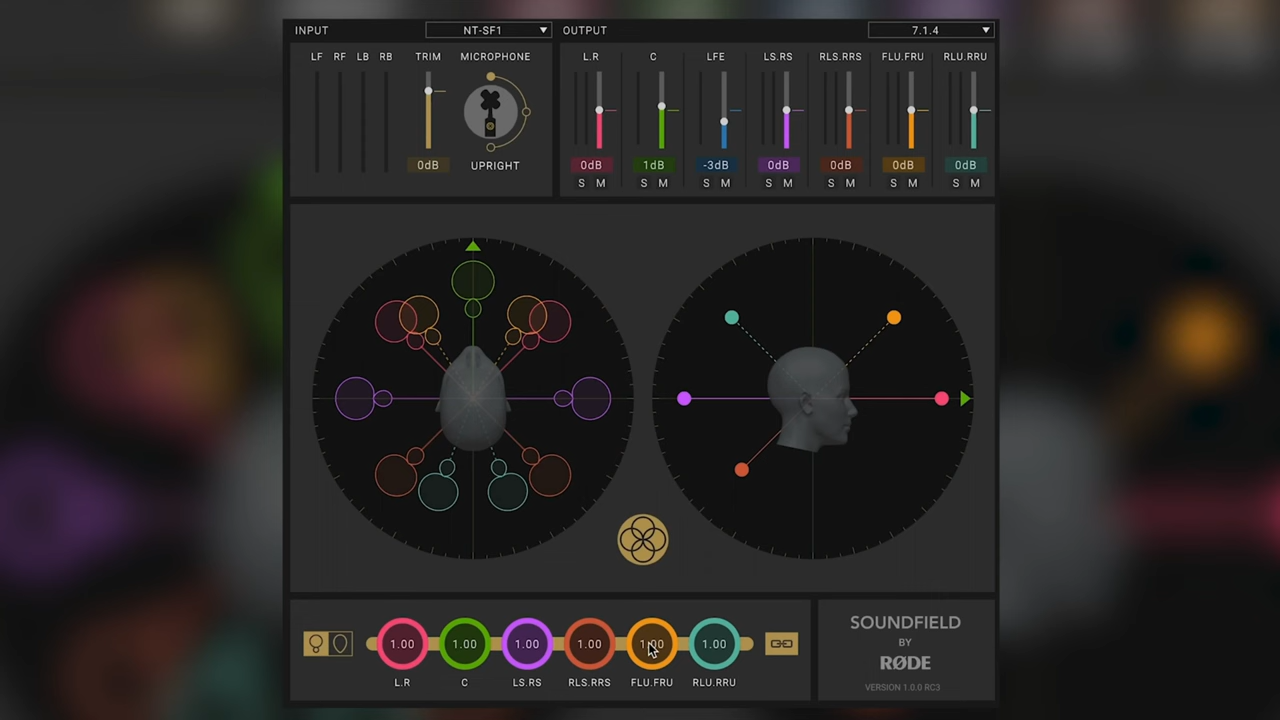 INPUT
NT-SF1
OUTPUT
7.1.4
LF RF LB RB TRIM MICROPHONE
L.R C LFE LS.RS RLS.RRS FLU.FRU RLU.RRU
0dB UPRIGHT
0dB 1dB -3dB 0dB 0dB 0dB 0dB
S M S M S M S M S M S M S M
1.00 1.00 1.00 1.00 1.00 1.00
L.R C LS.RS RLS.RRS FLU.FRU RLU.RRU
SOUNDFIELD
BY
RØDE
VERSION 1.0.0 RC3